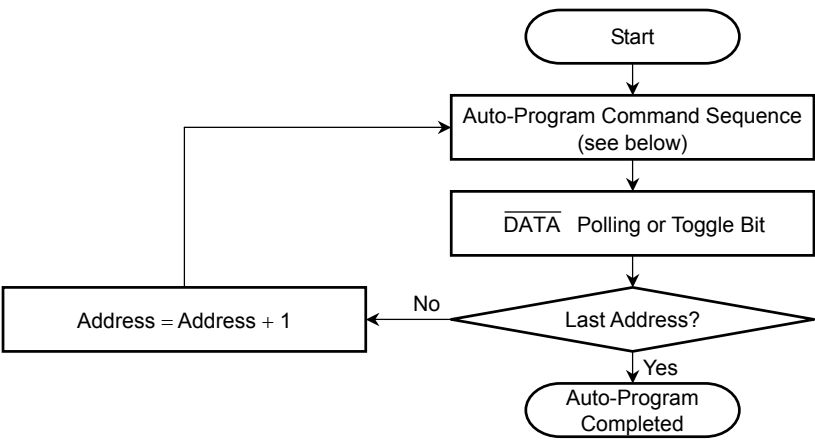 Start
Auto-Program Command Sequence
(see below)
DATA Polling or Toggle Bit
Address = Address + 1
No
Last Address?
Yes
Auto-Program
Completed